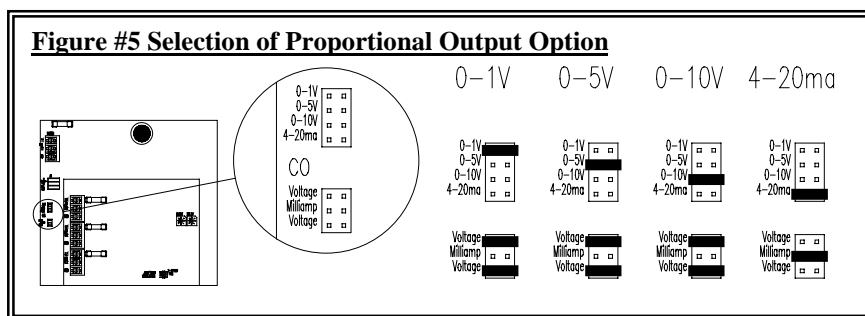 Figure #5 Selection of Proportional Output Option
0-1V 0-5V 0-10V 4-20ma
0-1V
0-5V
0-10V
4-20ma
CO
Voltage
Milliamp
Voltage
0-1V
0-5V
0-10V
4-20ma
Voltage
Milliamp
Voltage
0-1V
0-5V
0-10V
4-20ma
Voltage
Milliamp
Voltage
0-1V
0-5V
0-10V
4-20ma
Voltage
Milliamp
Voltage
0-1V
0-5V
0-10V
4-20ma
Voltage
Milliamp
Voltage